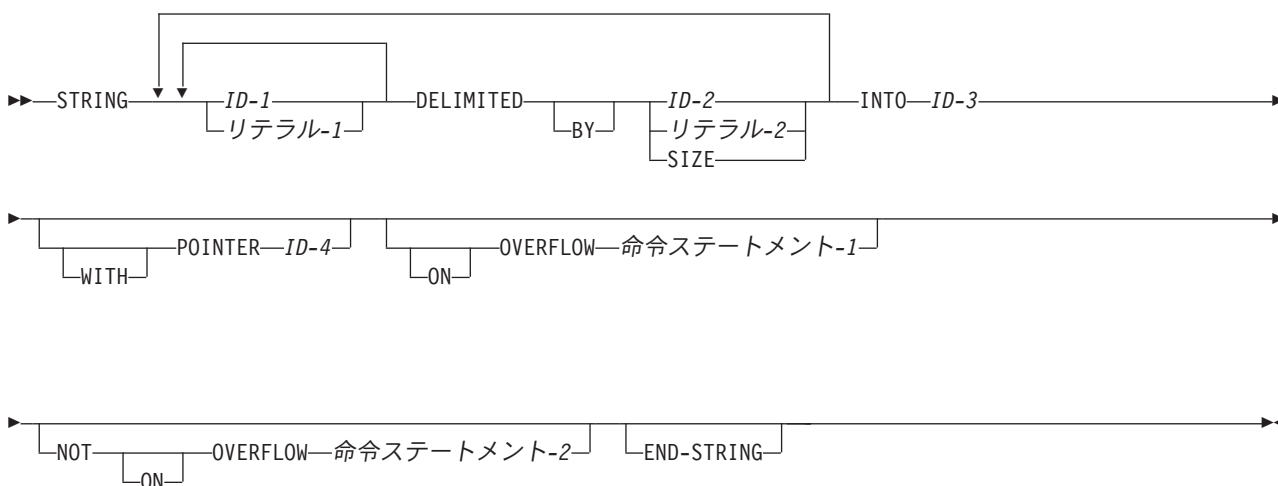 STRING ID-1 DELIMITED ID-2 INTO ID-3
リテラル-1 BY リテラル-2
SIZE
POINTER ID-4 OVERFLOW 命令ステートメント-1
WITH ON
NOT OVERFLOW 命令ステートメント-2 END-STRING
ON